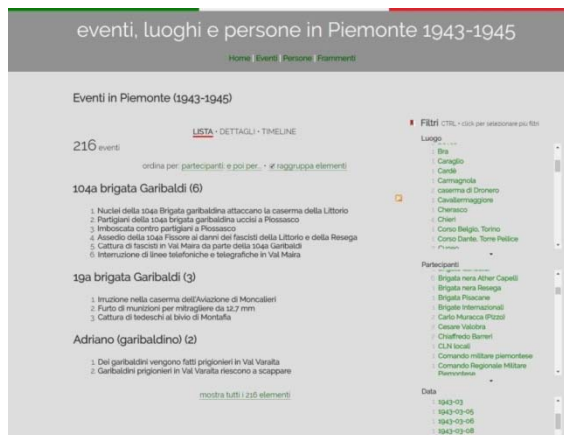 eventi, luoghi e persone in Piemonte 1943-1945
Home | Eventi | Persone | Frammenti
Eventi in Piemonte (1943-1945)
LISTA • DETTAGLI • TIMELINE
216 eventi
ordina per: partecipanti; e poi per... • raggruppa elementi
104a brigata Garibaldi (6)
1. Nuclei della 104a Brigata garibaldina attaccano la caserma della Littorio
2. Partigiani della 104a brigata garibaldina uccisi a Piossasco
3. Imboscata contro partigiani a Piossasco
4. Assedio della 104a Fissore ai danni dei fascisti della Littorio e della Resega
5. Cattura di fascisti in Val Maira da parte della 104a Garibaldi
6. Interruzione di linee telefoniche e telegrafiche in Val Maira
19a brigata Garibaldi (3)
1. Irruzione nella caserma dell'Aviazione di Moncalieri
2. Furto di munizioni per mitragliere da 12,7 mm
3. Cattura di tedeschi al bivio di Montafia
Adriano (garibaldino) (2)
1. Dei garibaldini vengono fatti prigionieri in Val Varaita
2. Garibaldini prigionieri in Val Varaita riescono a scappare
mostra tutti i 216 elementi
Filtri CTRL + click per selezionare più filtri
Luogo
Bra
Caraglio
Cardè
Carmagnola
caserma di Dronero
Cavallermaggiore
Cherasco
Chieri
Corso Belgio, Torino
Corso Dante, Torre Pellice
Cuneo
Partecipanti
Brigata nera Ather Capelli
Brigata nera Resega
Brigata Pisacane
Brigate Internazionali
Carlo Muracca (Pizzo)
Cesare Valobra
Chiaffredo Barreri
CLN locali
Comando militare piemontese
Comando Regionale Militare
Piemontese
Data
1943-03
1943-03-05
1943-03-06
1943-03-08